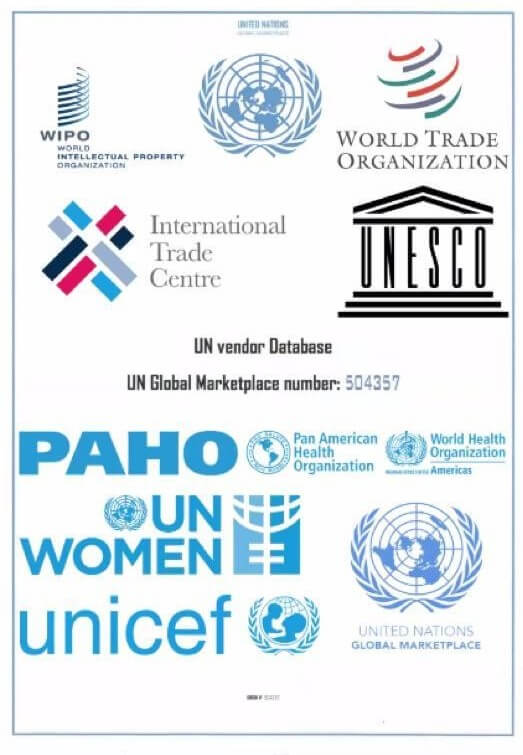 UNITED NATIONS
GLOBAL MARKETPLACE
WIPO
WORLD
INTELLECTUAL PROPERTY
ORGANIZATION
WORLD TRADE
ORGANIZATION
International
Trade
Centre
UNESCO
UN vendor Database
UN Global Marketplace number: 504357
PAHO
Pan American
Health
Organization
World Health
Organization
Americas
UN
WOMEN
unicef
UNITED NATIONS
GLOBAL MARKETPLACE